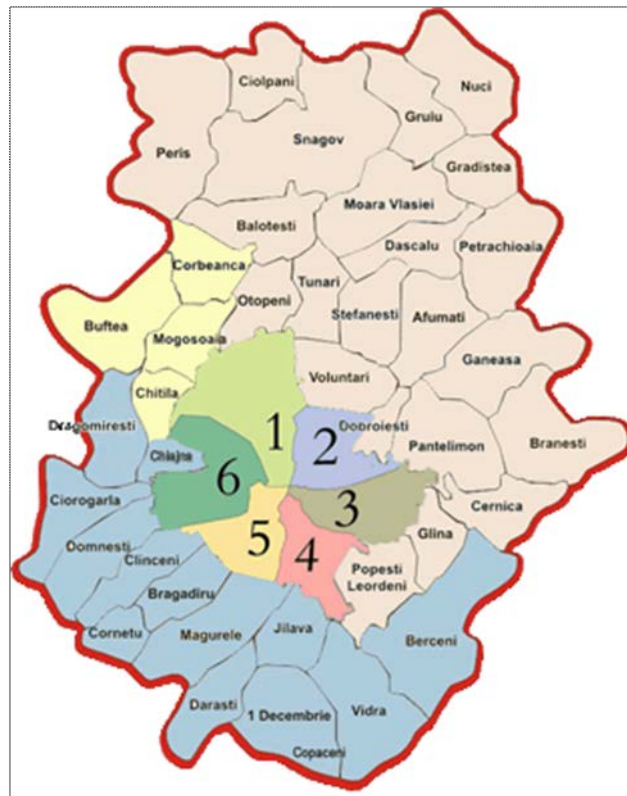 Ciolpani
Nuci
Gruiu
Snagov
Peris
Gradistea
Moara Vlasiei
Balotesti
Dascalu
Petrachioaia
Corbeanca
Tunari
Otopeni
Stefanesti
Afumati
Buftea
Mogosoaia
Ganeasa
Voluntari
Chitila
Dragomiresti
1
Dobroiesti
2
Pantelimon
Branesti
Chiajna
6
Ciorogarla
3
Cernica
5
4
Glina
Domnesti
Clinceni
Popesti
Leordeni
Bragadiru
Cornetu
Magurele
Jilava
Berceni
Darasti
1 Decembrie
Vidra
Copaceni